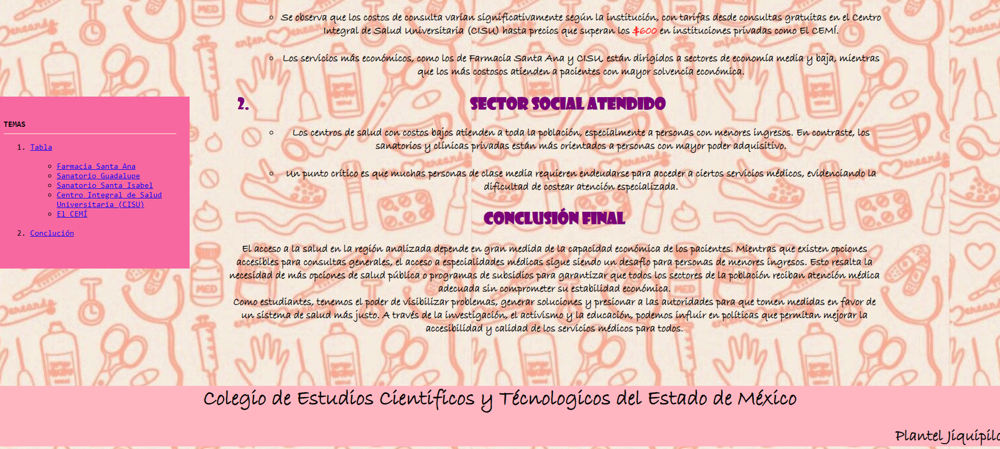 Se observa que los costos de consulta varían significativamente según la institución, con tarifas desde consultas gratuitas en el Centro
Integral de Salud Universitaria (CISU) hasta precios que superan los $600 en instituciones privadas como El CEMÍ.
Los servicios más económicos, como los de Farmacia Santa Ana y CISU, están dirigidos a sectores de economía media y baja, mientras
que los más costosos atienden a pacientes con mayor solvencia económica.
2. SECTOR SOCIAL ATENDIDO
Los centros de salud con costos bajos atienden a toda la población, especialmente a personas con menores ingresos. En contraste, los
sanatorios y clínicas privadas están más orientados a personas con mayor poder adquisitivo.
Un punto crítico es que muchas personas de clase media requieren endeudarse para acceder a ciertos servicios médicos, evidenciando la
dificultad de costear atención especializada.
CONCLUSIÓN FINAL
El acceso a la salud en la región analizada depende en gran medida de la capacidad económica de los pacientes. Mientras que existen opciones
accesibles para consultas generales, el acceso a especialidades médicas sigue siendo un desafío para personas de menores ingresos. Esto resalta la
necesidad de más opciones de salud pública o programas de subsidios para garantizar que todos los sectores de la población reciban atención médica
adecuada sin comprometer su estabilidad económica.
Como estudiantes, tenemos el poder de visibilizar problemas, generar soluciones y presionar a las autoridades para que tomen medidas en favor de
un sistema de salud más justo. A través de la investigación, el activismo y la educación, podemos influir en políticas que permitan mejorar la
accesibilidad y calidad de los servicios médicos para todos.
TEMAS
1. Tabla
Farmacia Santa Ana
Sanatorio Guadalupe
Sanatorio Santa Isabel
Centro Integral de Salud
Universitaria (CISU)
El CEMÍ
2. Conclución
Colegio de Estudios Cientificos y Técnologicos del Estado de México
Plantel Jiquipilco